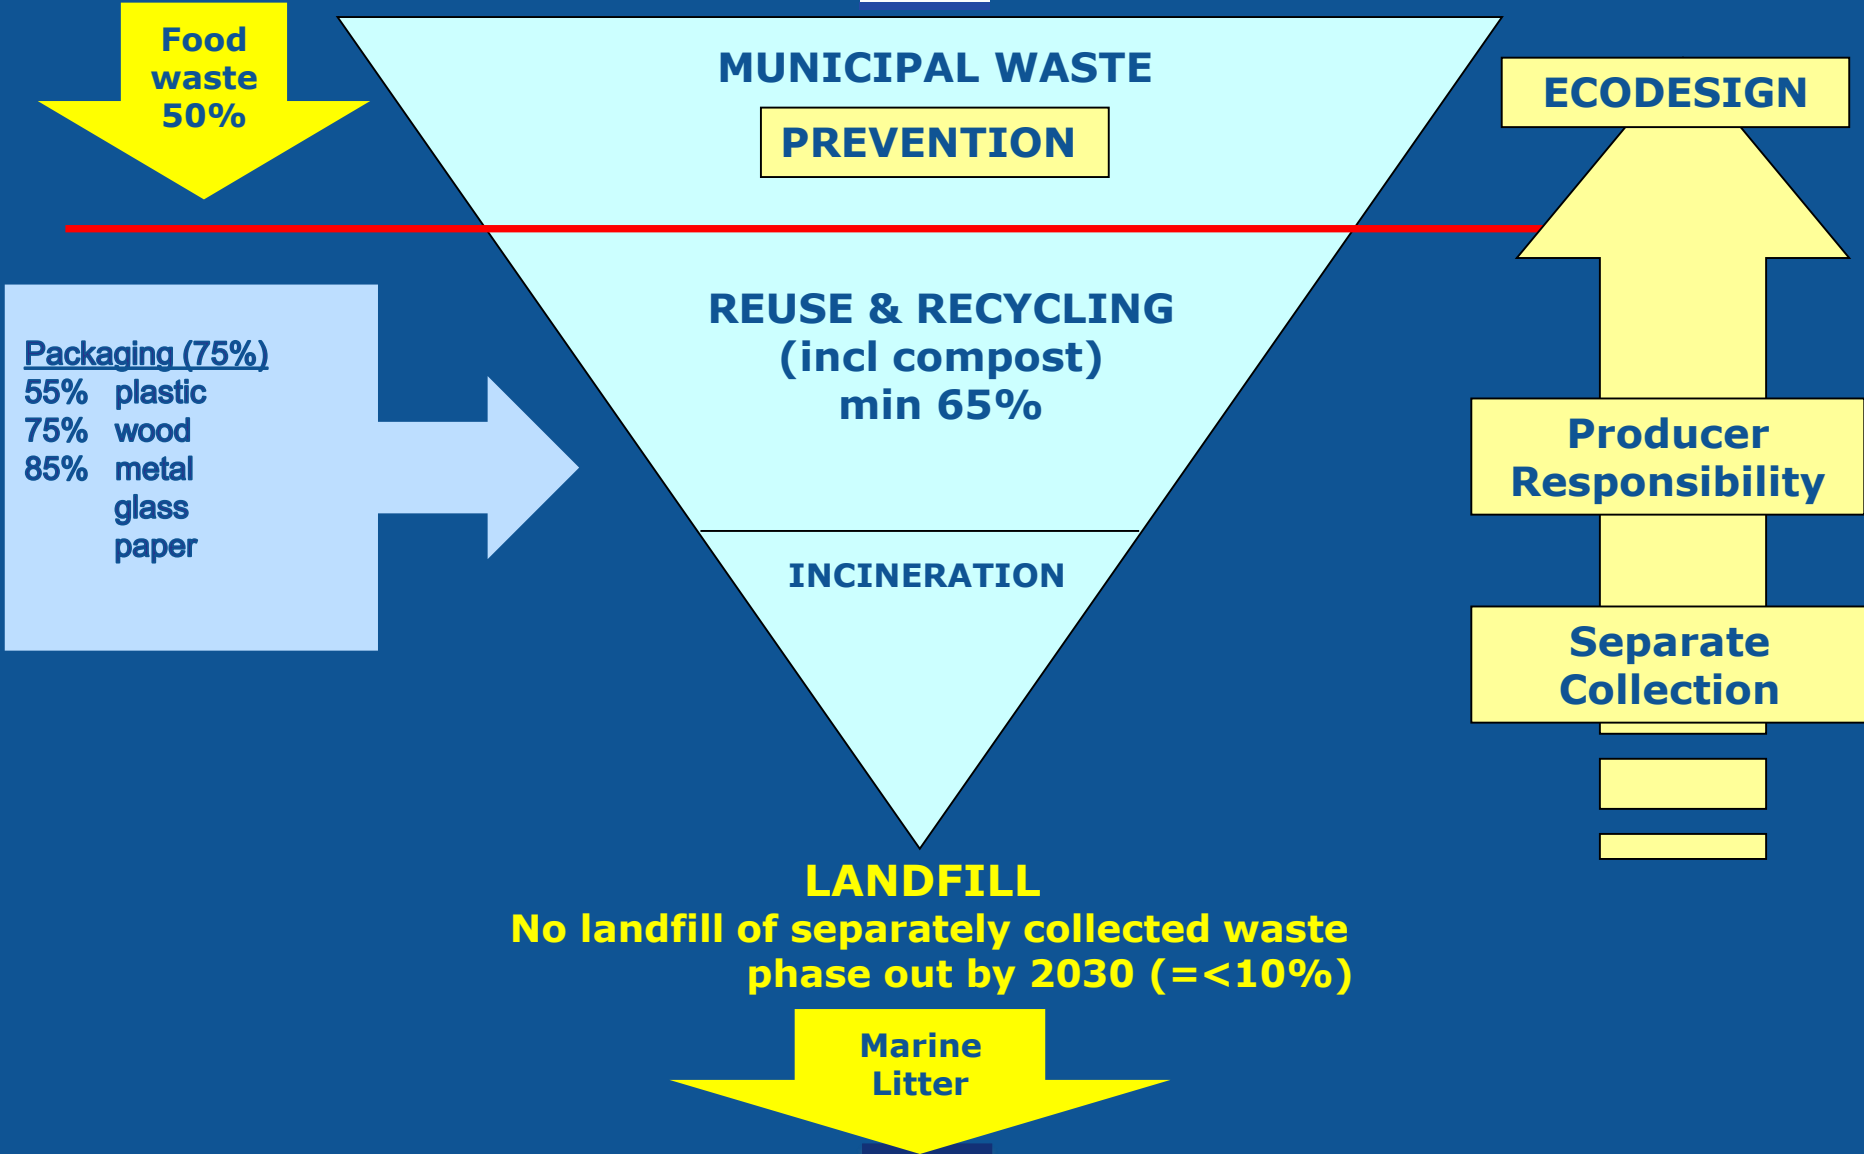 Food
waste
50%
MUNICIPAL WASTE
PREVENTION
ECODESIGN
REUSE & RECYCLING
(incl compost)
min 65%
Packaging (75%)
55% plastic
75% wood
85% metal
glass
paper
INCINERATION
Producer
Responsibility
Separate
Collection
LANDFILL
No landfill of separately collected waste
phase out by 2030 (=<10%)
Marine
Litter